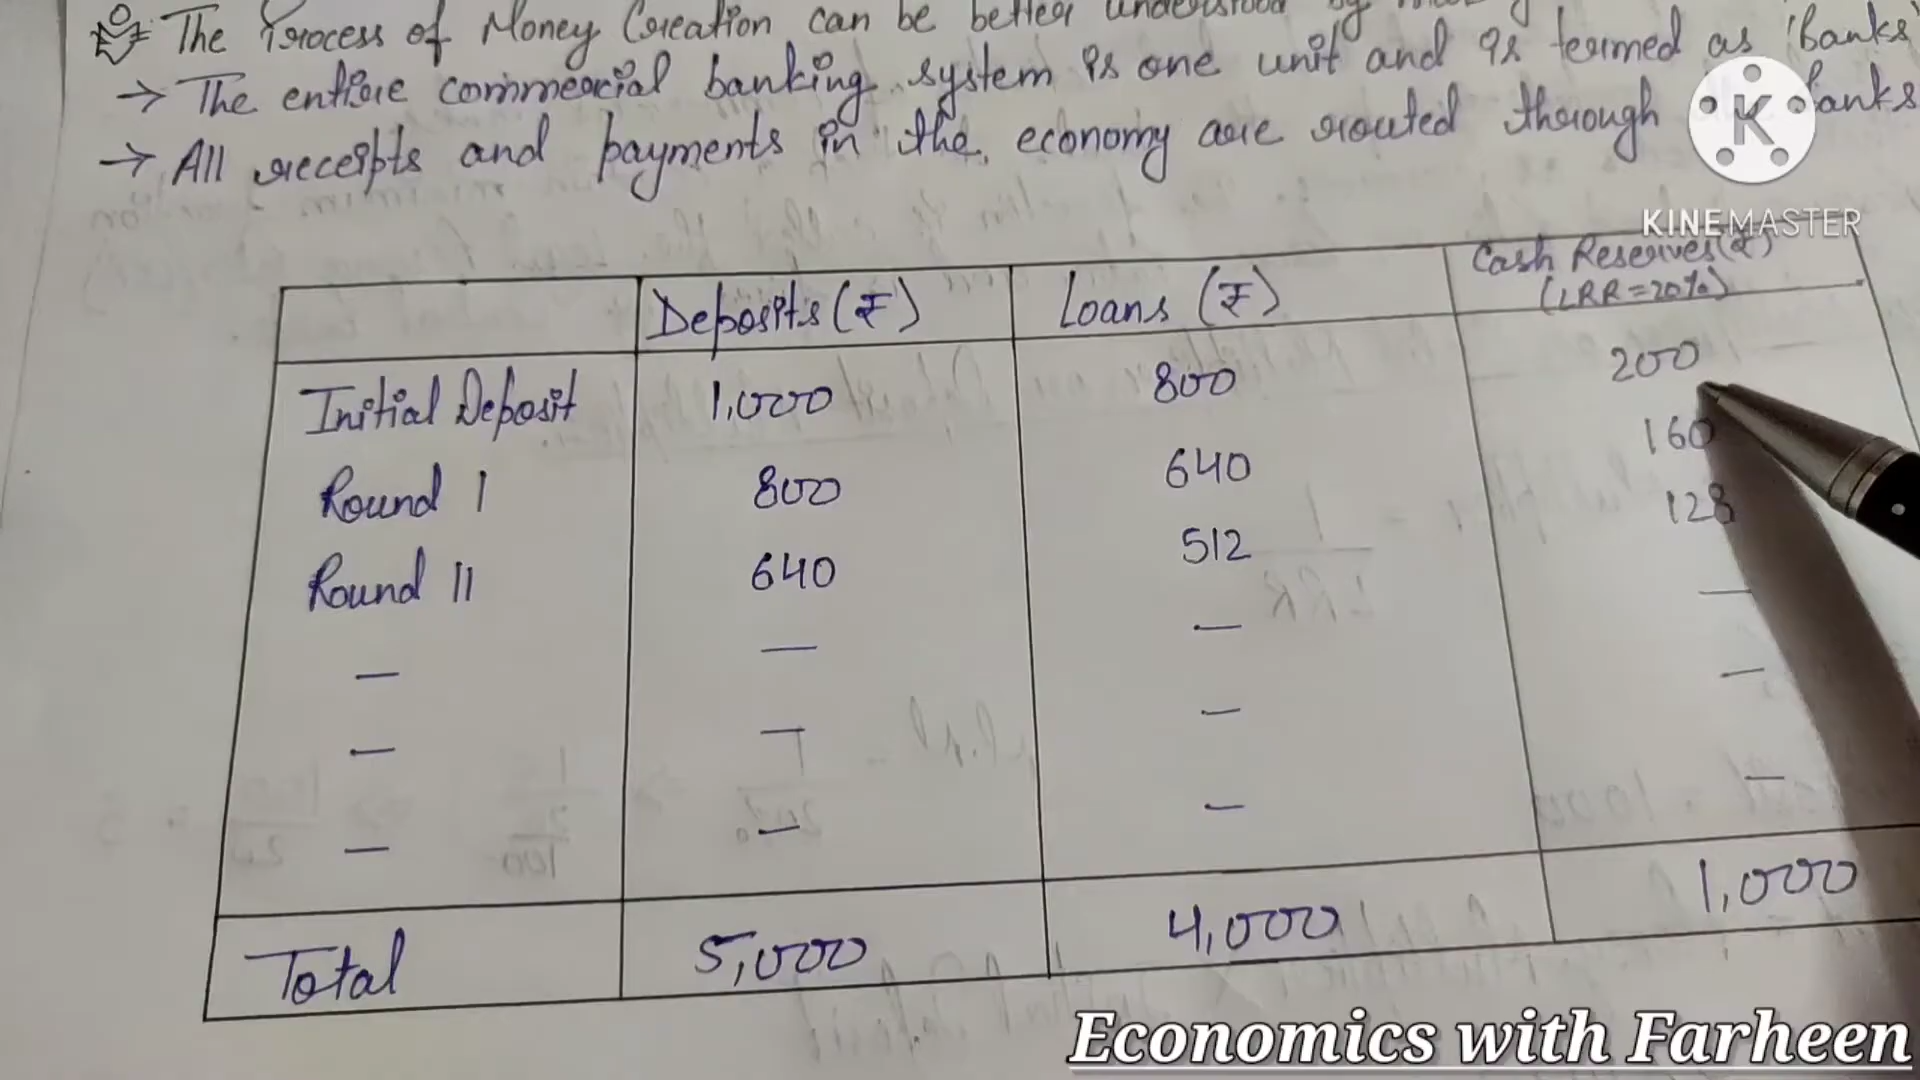 The Process of Money Creation can be better understood by
→ The entire commercial banking system is one unit and is termed as 'banks'
→ All receipts and payments in the economy are routed through banks
K
KINEMASTER
Deposits (₹) Loans (₹) Cash Reserves (₹) (LRR=20%)
Initial Deposit 1,000 800 200
Round I 800 640 160
Round II 640 512 128
— — — —
— — — —
— — — —
Total 5,000 4,000 1,000
Economics with Farheen